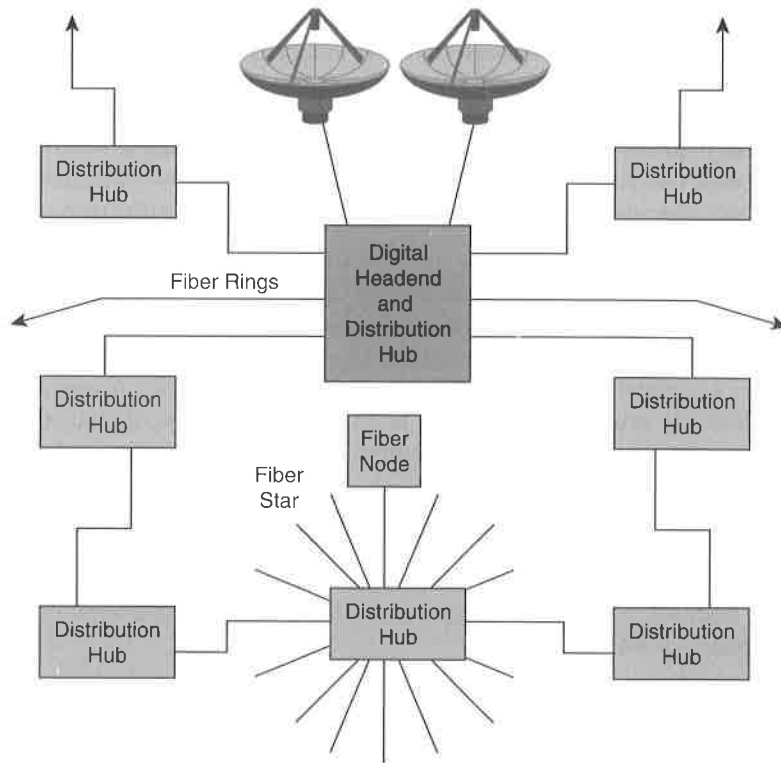 Distribution
Hub
Distribution
Hub
Digital
Headend
and
Distribution
Hub
Fiber Rings
Distribution
Hub
Distribution
Hub
Fiber
Node
Fiber
Star
Distribution
Hub
Distribution
Hub
Distribution
Hub